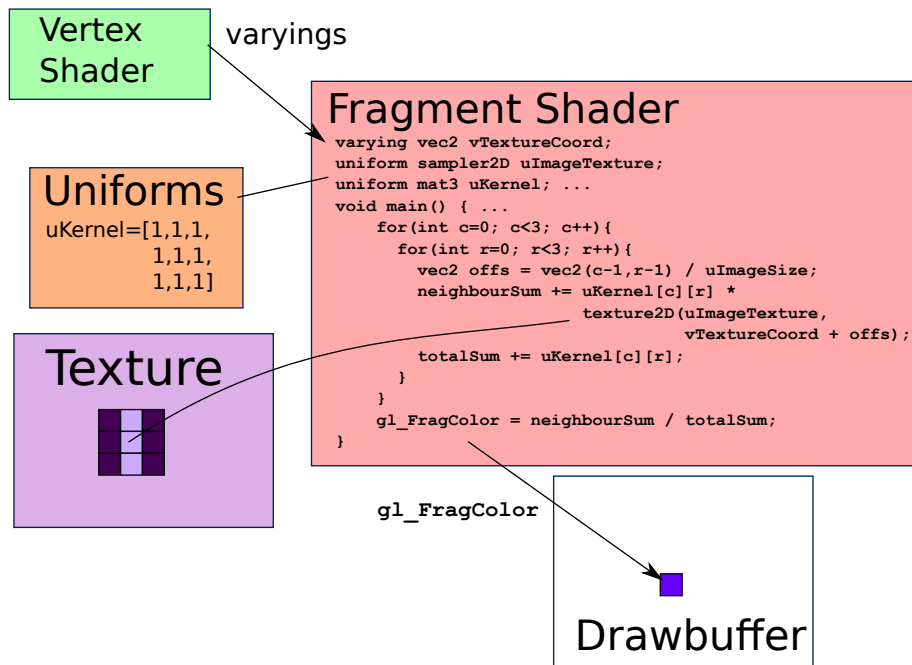 Vertex
Shader
varyings
Fragment Shader
varying vec2 vTextureCoord;
uniform sampler2D uImageTexture;
uniform mat3 uKernel; ...
void main() { ...
for(int c=0; c<3; c++){
for(int r=0; r<3; r++){
vec2 offs = vec2(c-1,r-1) / uImageSize;
neighbourSum += uKernel[c][r] *
texture2D(uImageTexture,
vTextureCoord + offs);
totalSum += uKernel[c][r];
}
}
gl_FragColor = neighbourSum / totalSum;
}
Uniforms
uKernel=[1,1,1,
1,1,1,
1,1,1]
Texture
gl_FragColor
Drawbuffer